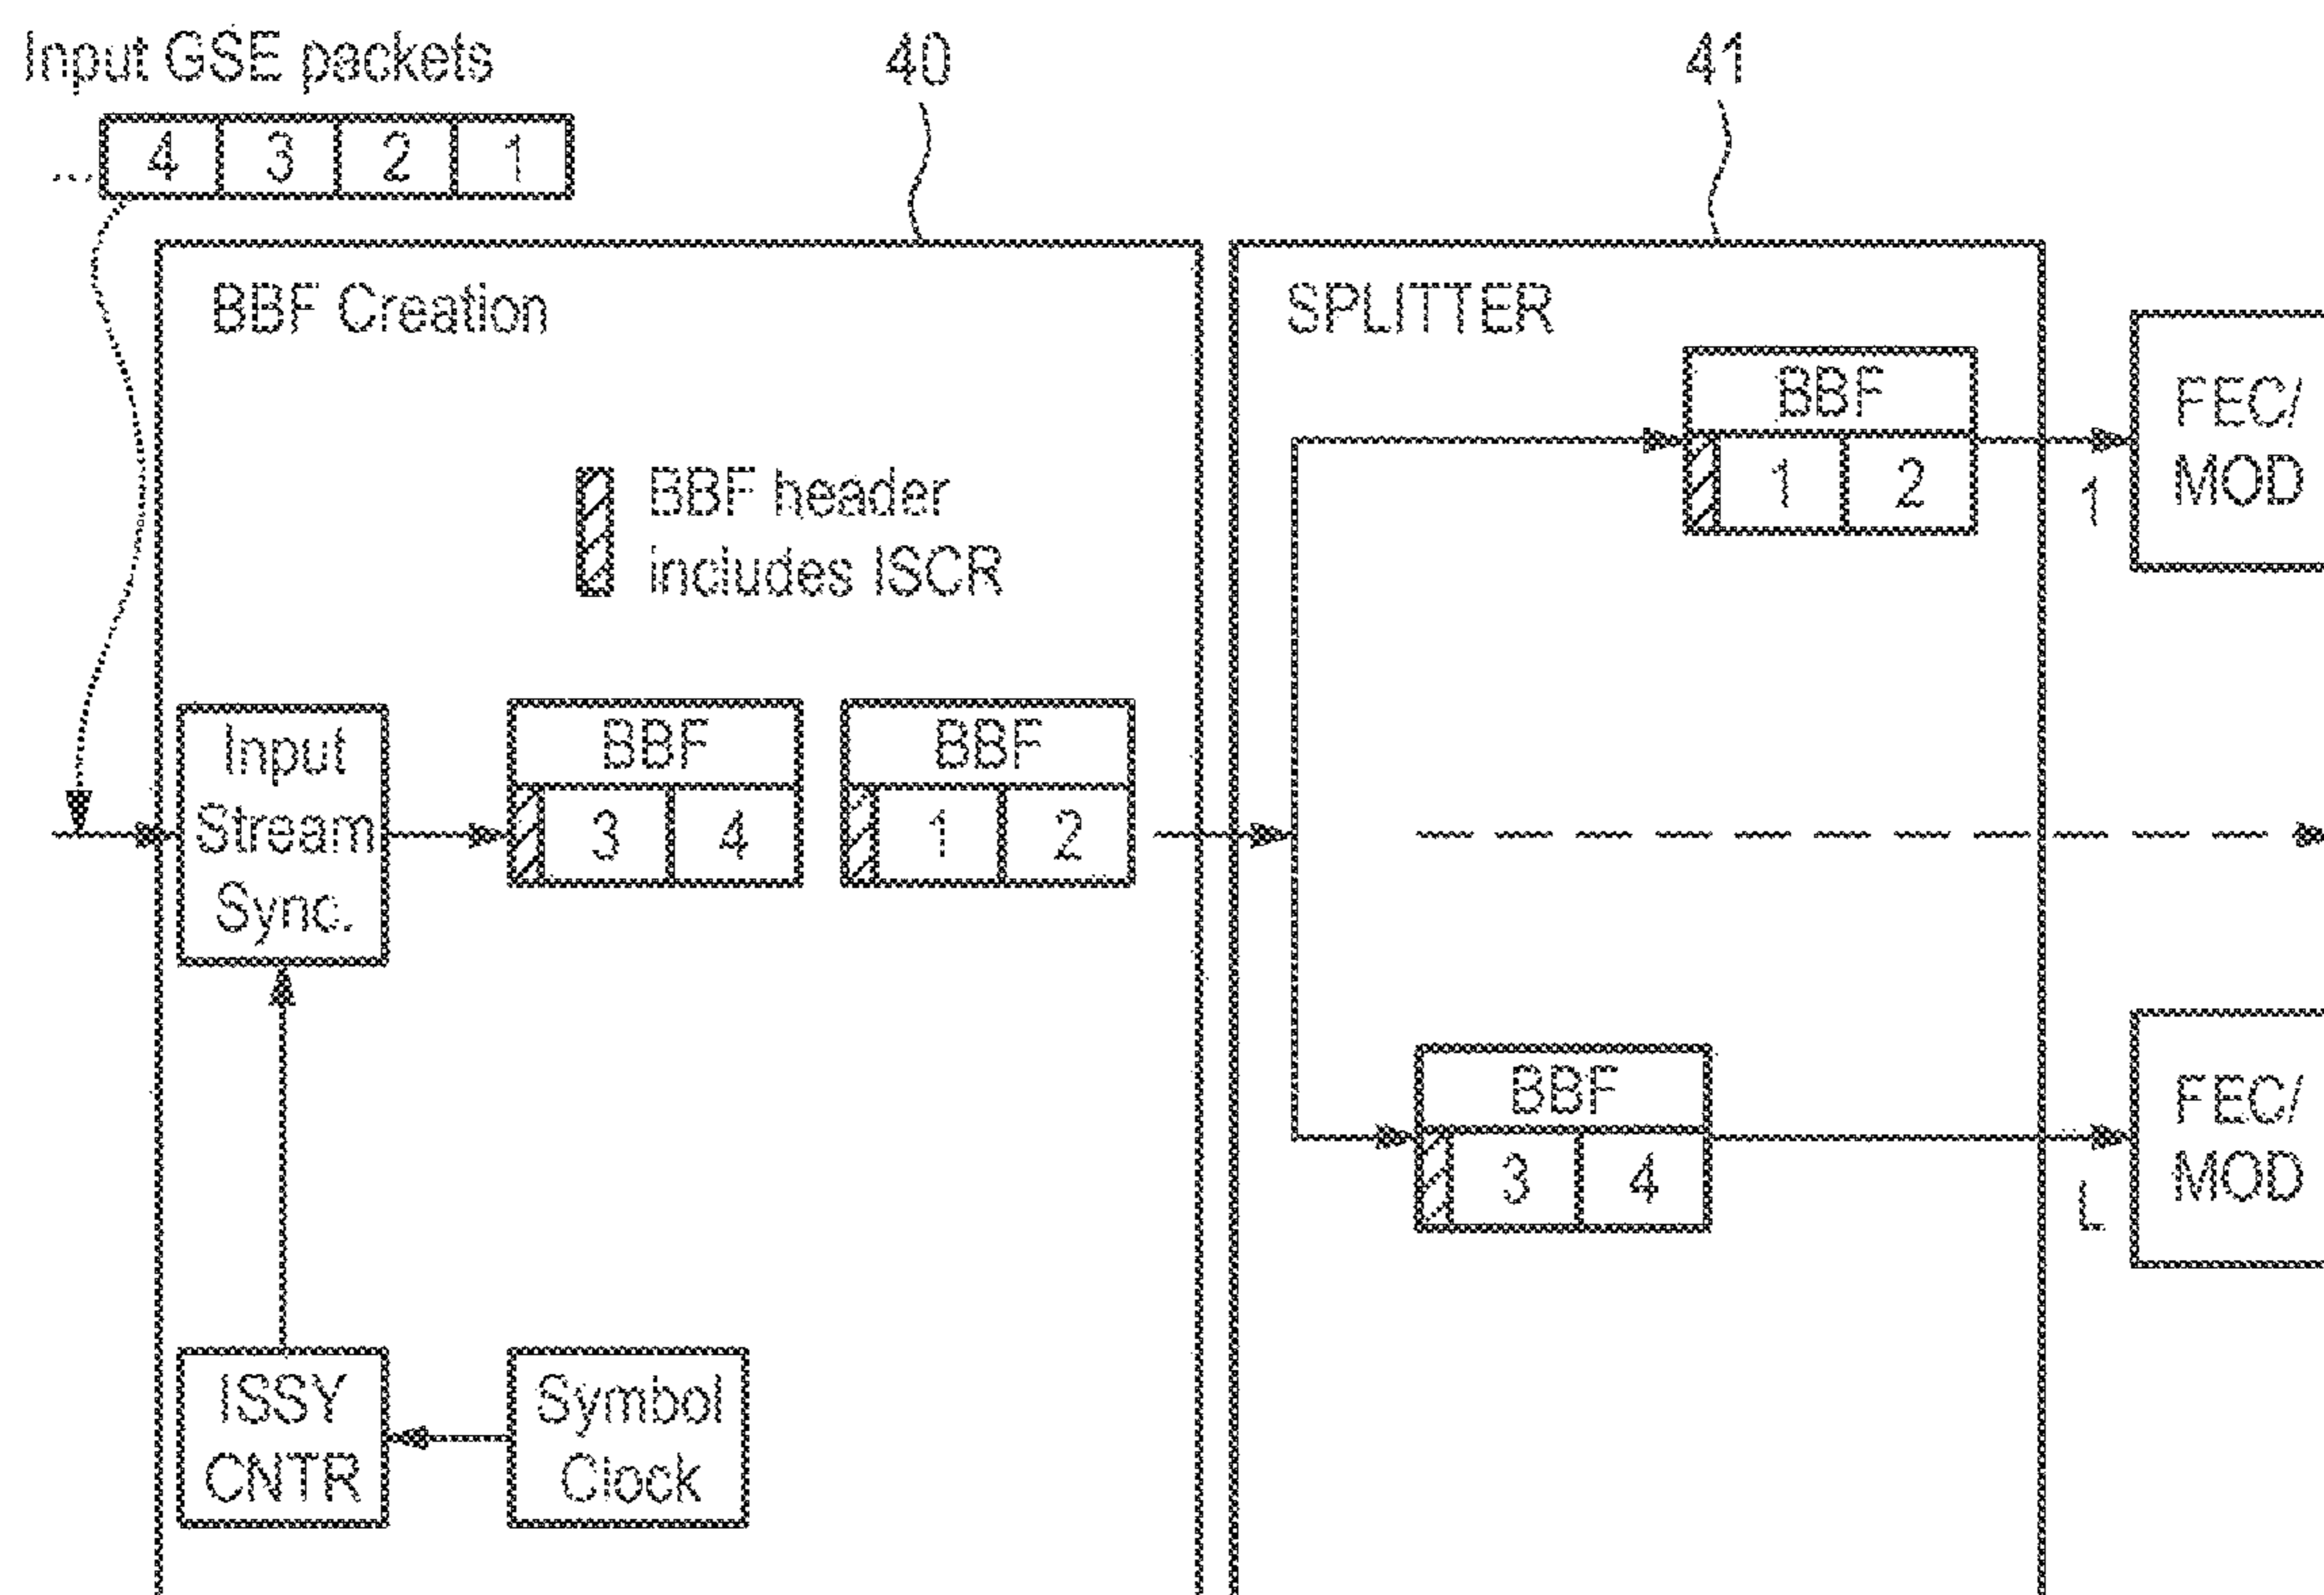 Input GSE packets
40
41
... 4 3 2 1
BBF Creation
SPLITTER
BBF
1 2
1
FEC/
MOD
BBF header
includes ISCR
Input
Stream
Sync.
BBF
3 4
BBF
1 2
BBF
3 4
L
FEC/
MOD
ISSY
CNTR
Symbol
Clock